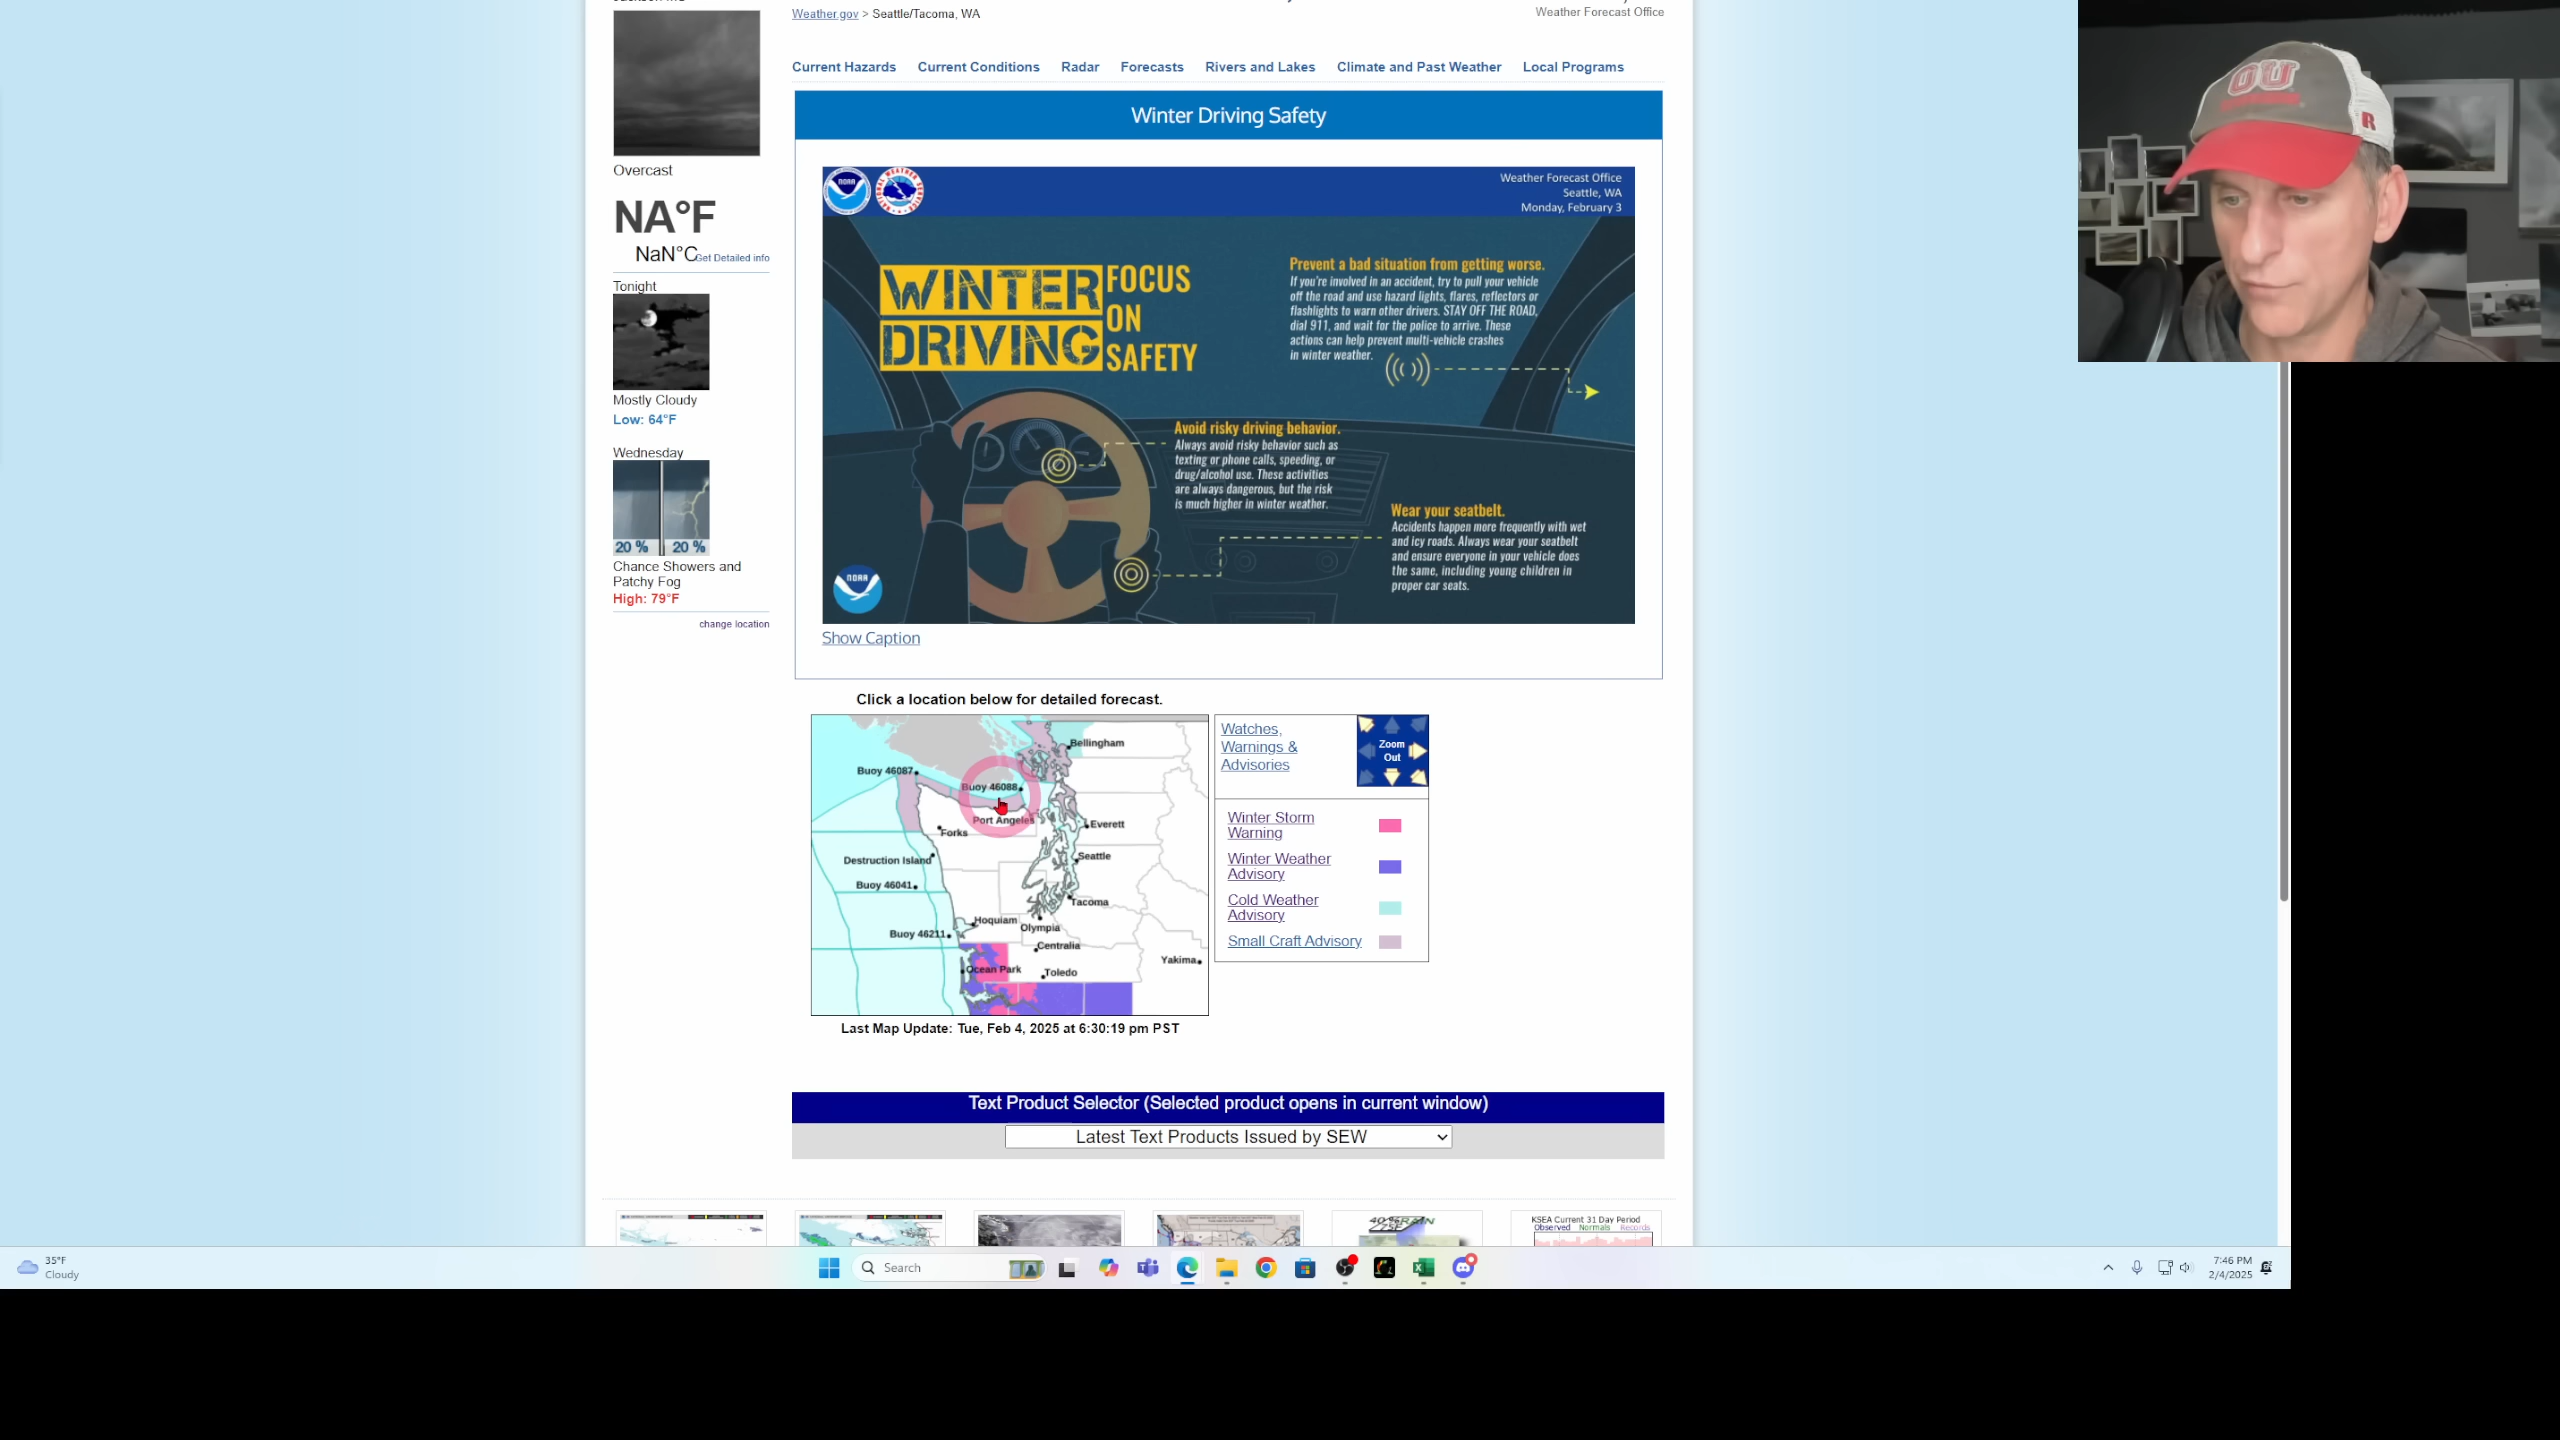 Weather.gov > Seattle/Tacoma, WA
Weather Forecast Office
Current Hazards Current Conditions Radar Forecasts Rivers and Lakes Climate and Past Weather Local Programs
Overcast
NA°F
NaN°C
Get Detailed info
Tonight
Mostly Cloudy
Low: 64°F
Wednesday
20 % 20 %
Chance Showers and
Patchy Fog
High: 79°F
change location
Winter Driving Safety
NOAA
Weather Forecast Office
Seattle, WA
Monday, February 3
WINTER
DRIVING
FOCUS
ON
SAFETY
Prevent a bad situation from getting worse.
If you're involved in an accident, try to pull your vehicle
off the road and use hazard lights, flares, reflectors or
flashlights to warn other drivers. STAY OFF THE ROAD,
dial 911, and wait for the police to arrive. These
actions can help prevent multi-vehicle crashes
in winter weather.
Avoid risky driving behavior.
Always avoid risky behavior such as
texting or phone calls, speeding, or
drug/alcohol use. These activities
are always dangerous, but the risk
is much higher in winter weather.
Wear your seatbelt.
Accidents happen more frequently with wet
and icy roads. Always wear your seatbelt
and ensure everyone in your vehicle does
the same, including young children in
proper car seats.
NOAA
Show Caption
Click a location below for detailed forecast.
Bellingham
Buoy 46087
Buoy 46088
Port Angeles
Forks
Everett
Destruction Island
Seattle
Buoy 46041
Tacoma
Hoquiam
Olympia
Buoy 46211
Centralia
Yakima
Ocean Park
Toledo
Last Map Update: Tue, Feb 4, 2025 at 6:30:19 pm PST
Watches,
Warnings &
Advisories
Zoom
Out
Winter Storm
Warning
Winter Weather
Advisory
Cold Weather
Advisory
Small Craft Advisory
Text Product Selector (Selected product opens in current window)
Latest Text Products Issued by SEW
KSEA Current 31 Day Period
Observed Normals Records
35°F
Cloudy
Search
7:46 PM
2/4/2025
OU
R